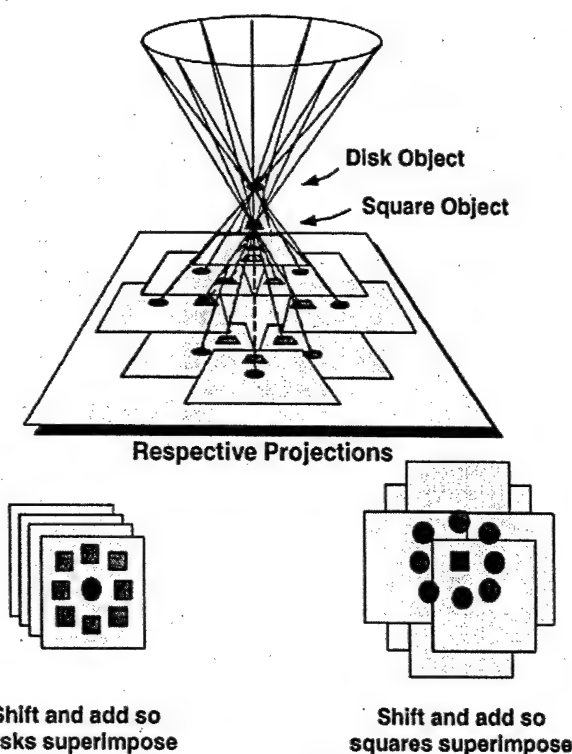 Disk Object
Square Object
Respective Projections
Shift and add so
disks superimpose
Shift and add so
squares superimpose